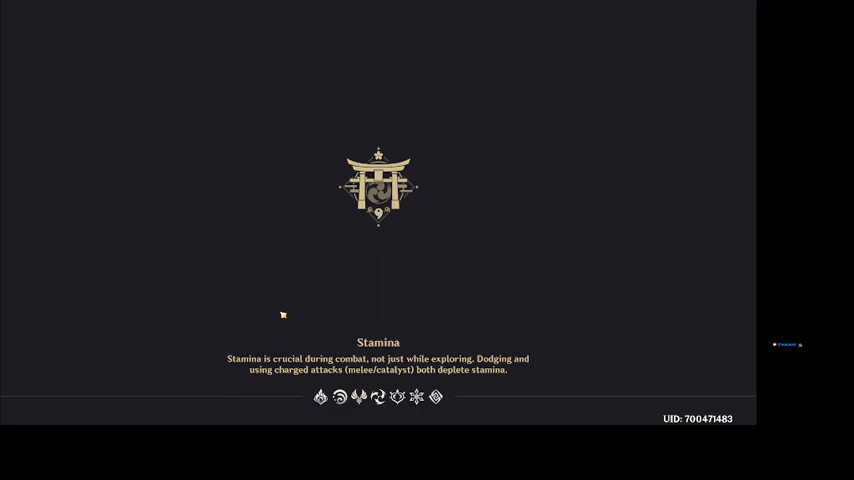 Stamina
Stamina is crucial during combat, not just while exploring. Dodging and
using charged attacks (melee/catalyst) both deplete stamina.
UID: 700471483